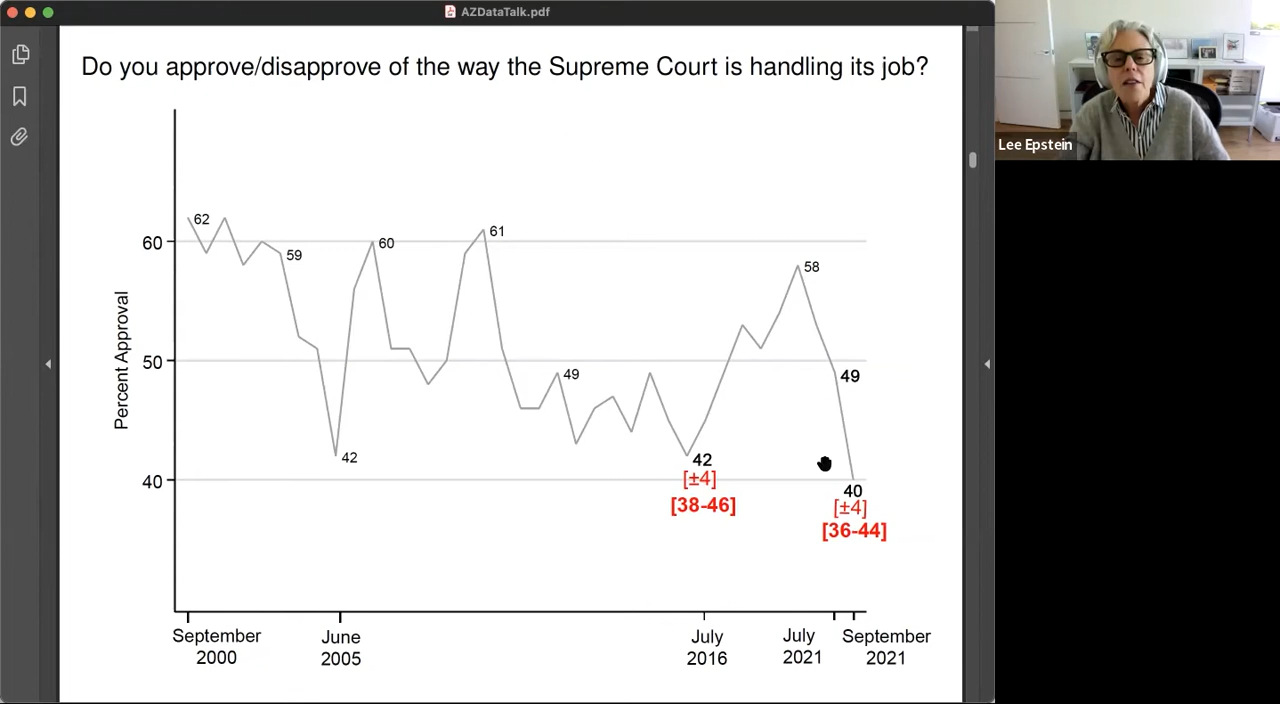 AZDataTalk.pdf
Do you approve/disapprove of the way the Supreme Court is handling its job?
Lee Epstein
Percent Approval
60
50
40
62
59
42
60
61
49
42
[±4]
[38-46]
58
49
40
[±4]
[36-44]
September
2000
June
2005
July
2016
July
2021
September
2021